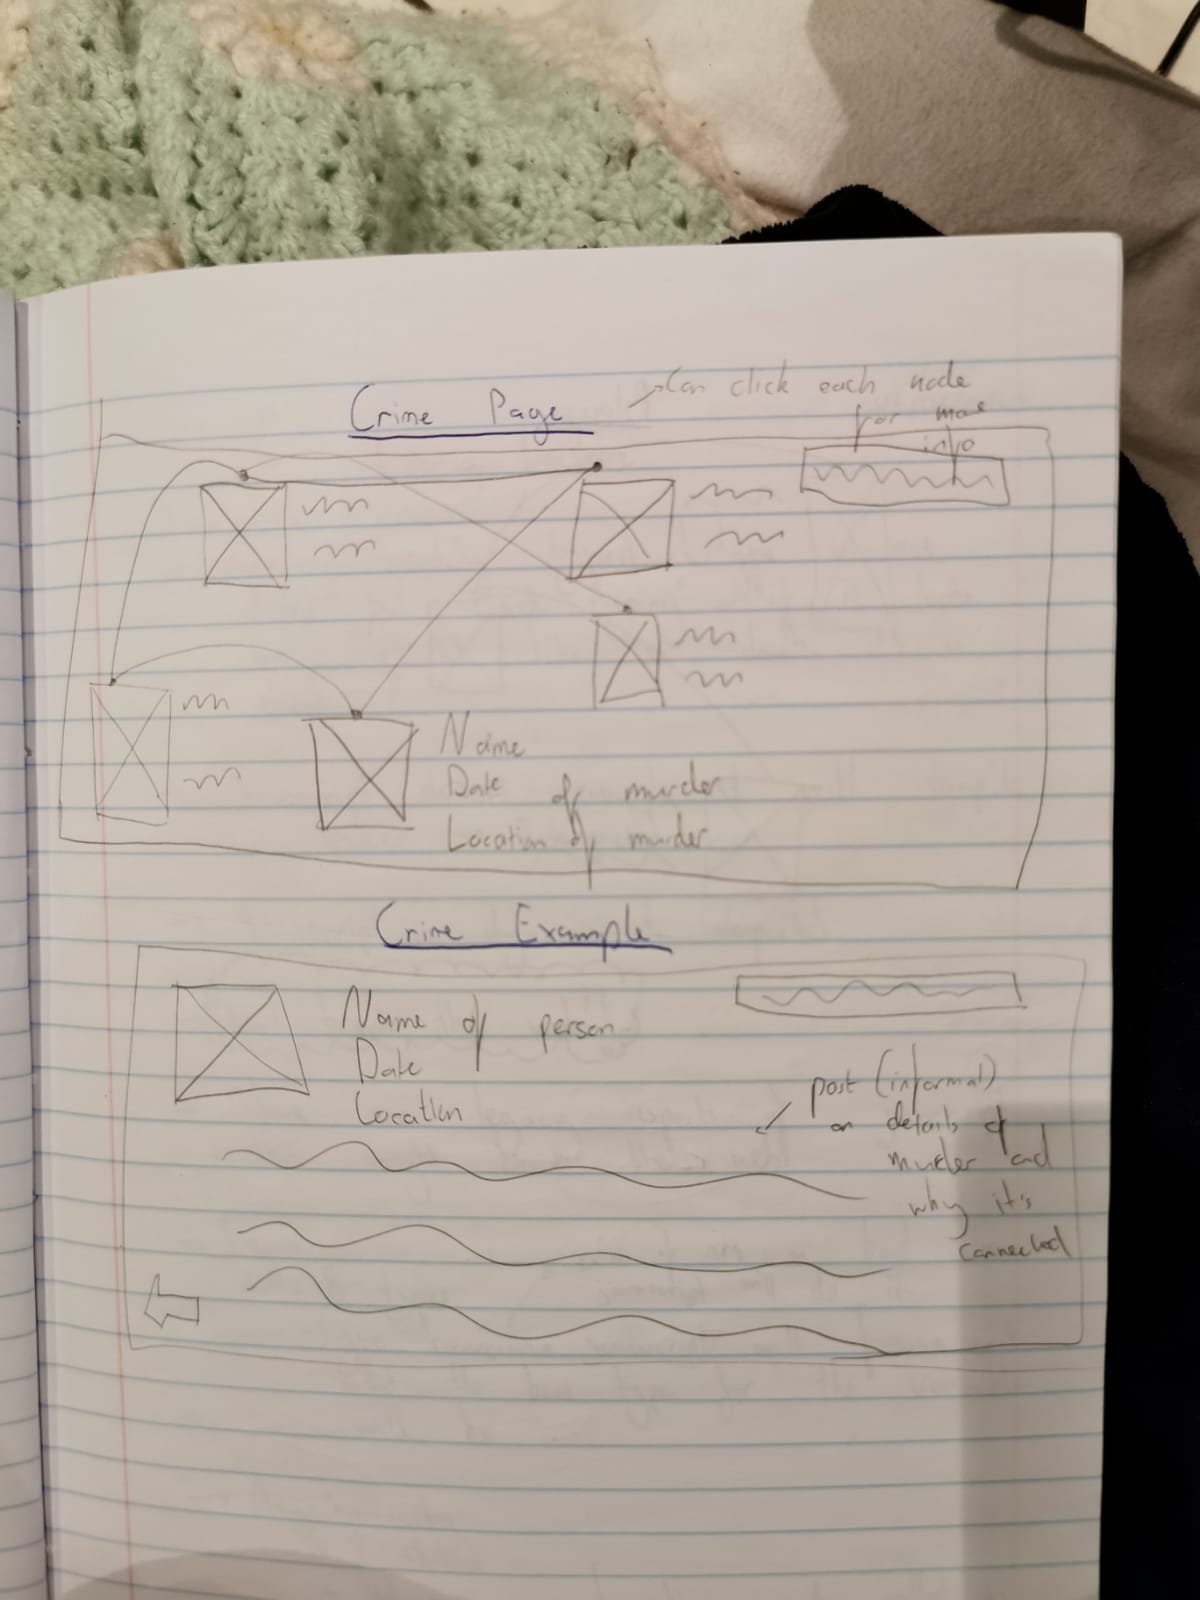 Crime Page
Can click each node
for more
info
Name
Date of murder
Location of murder
Crime Example
Name of person
Date
Location
post (informal)
on details of
murder and
why it's
connected